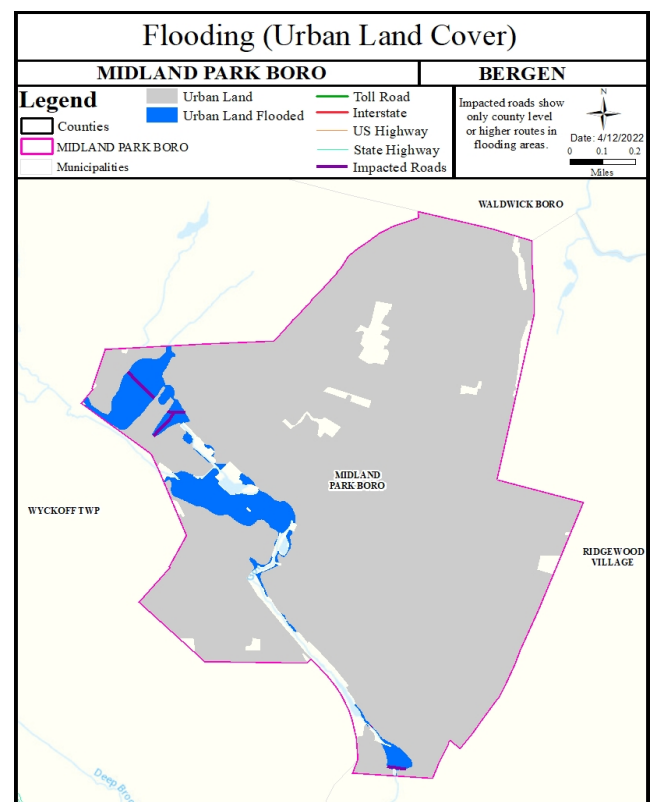 Flooding (Urban Land Cover)
MIDLAND PARK BORO
BERGEN
Legend
Counties
MIDLAND PARK BORO
Municipalities
Urban Land
Urban Land Flooded
Toll Road
Interstate
US Highway
State Highway
Impacted Roads
Impacted roads show
only county level
or higher routes in
flooding areas.
N
Date: 4/12/2022
0 0.1 0.2
Miles
WALDWICK BORO
MIDLAND
PARK BORO
WYCKOFF TWP
RIDGEWOOD
VILLAGE
Deep Broo